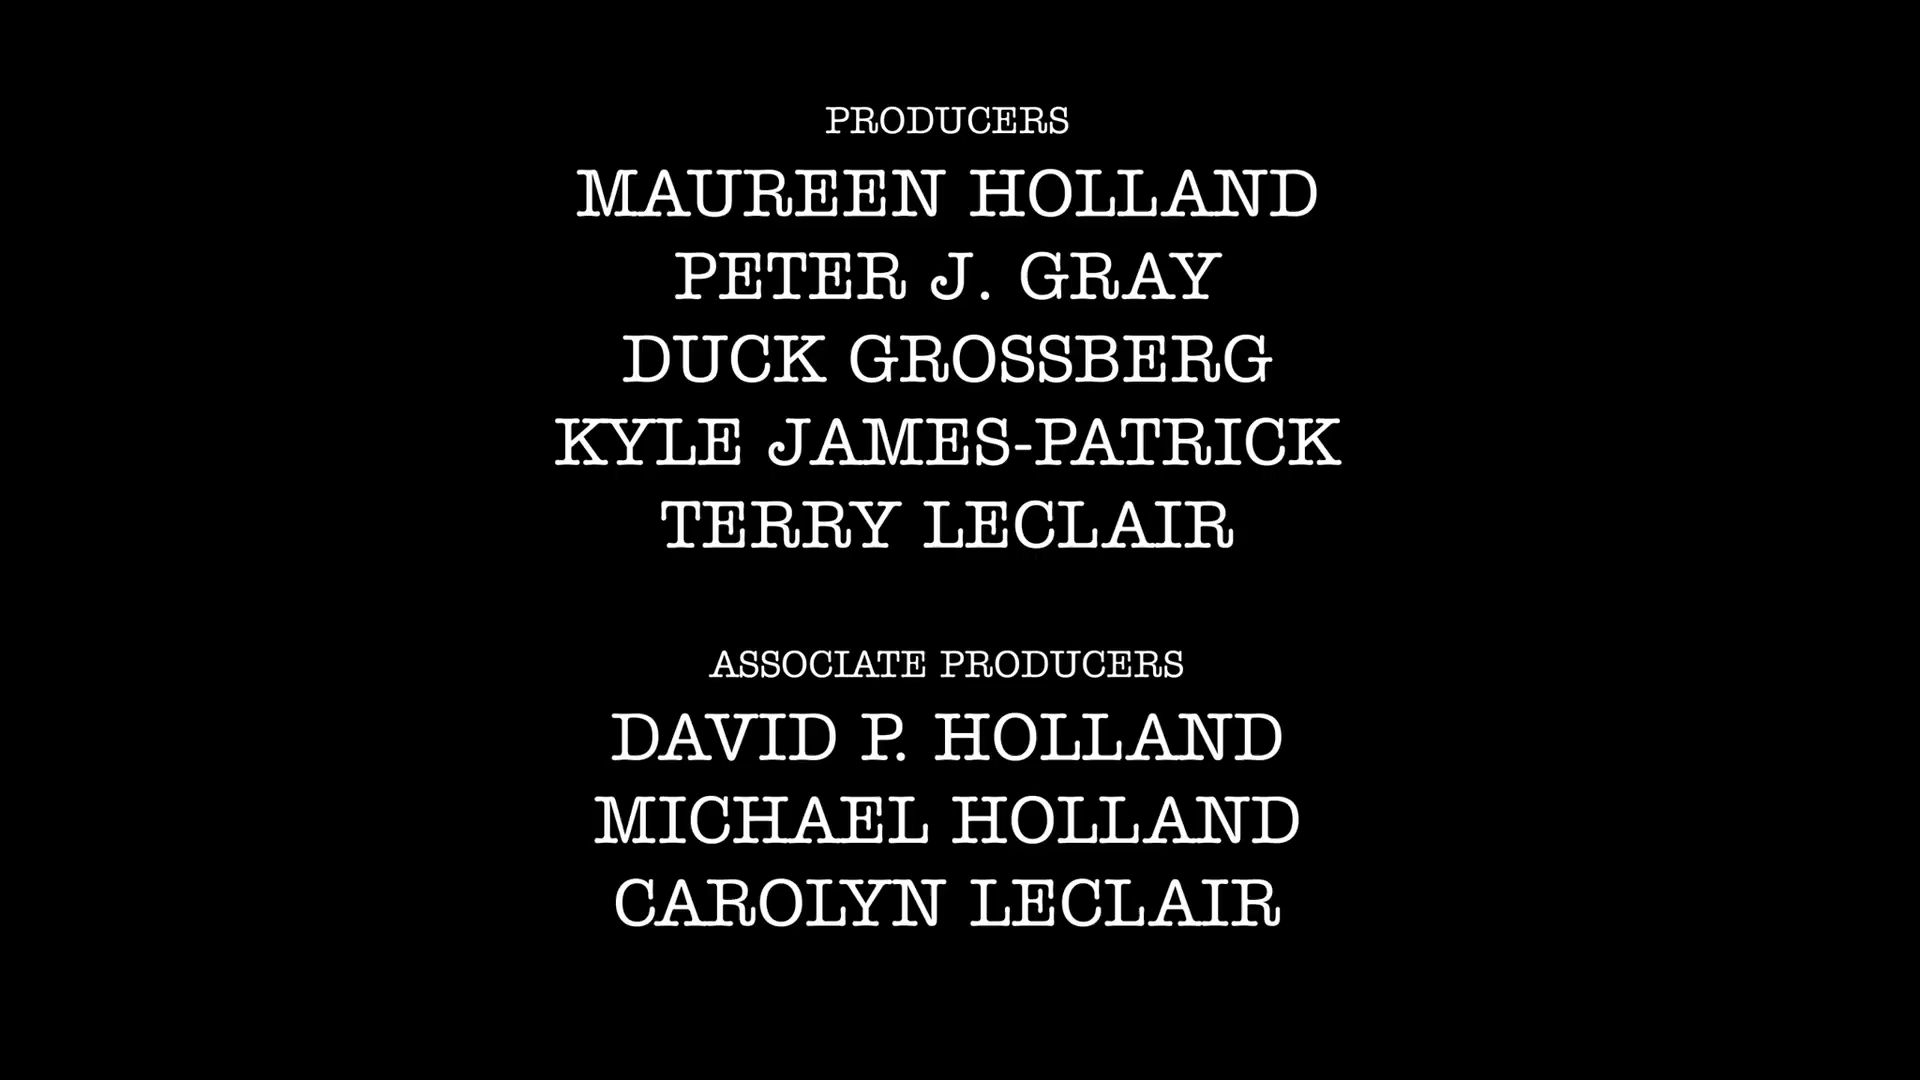 PRODUCERS
MAUREEN HOLLAND
PETER J. GRAY
DUCK GROSSBERG
KYLE JAMES-PATRICK
TERRY LECLAIR
ASSOCIATE PRODUCERS
DAVID P. HOLLAND
MICHAEL HOLLAND
CAROLYN LECLAIR